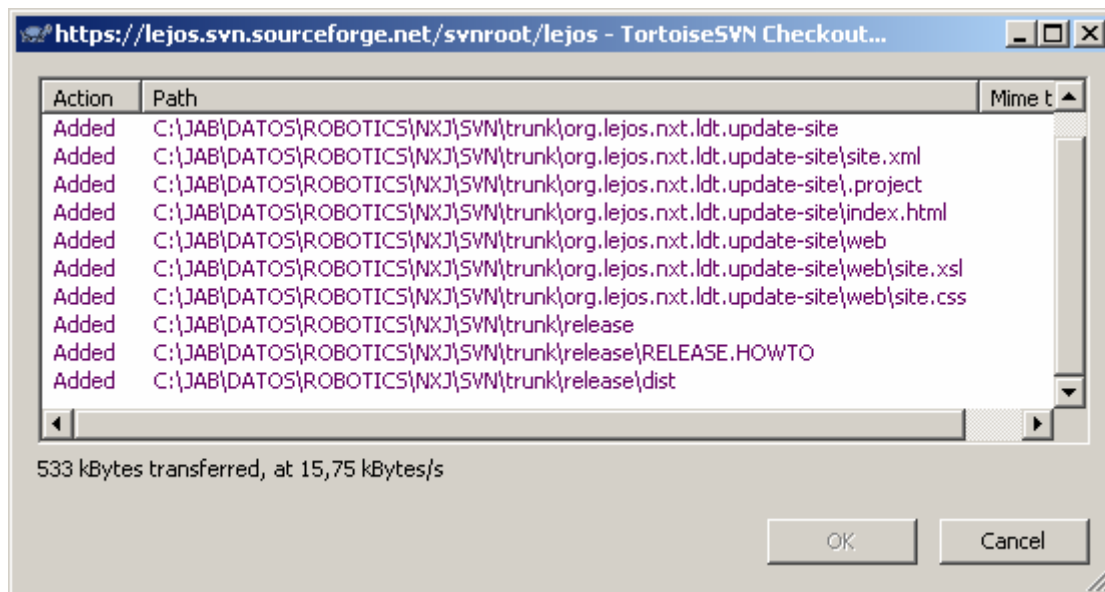 https://lejos.svn.sourceforge.net/svnroot/lejos - TortoiseSVN Checkout...
Action Path Mime t
Added C:\JAB\DATOS\ROBOTICS\NXJ\SVN\trunk\org.lejos.nxt.ldt.update-site
Added C:\JAB\DATOS\ROBOTICS\NXJ\SVN\trunk\org.lejos.nxt.ldt.update-site\site.xml
Added C:\JAB\DATOS\ROBOTICS\NXJ\SVN\trunk\org.lejos.nxt.ldt.update-site\.project
Added C:\JAB\DATOS\ROBOTICS\NXJ\SVN\trunk\org.lejos.nxt.ldt.update-site\index.html
Added C:\JAB\DATOS\ROBOTICS\NXJ\SVN\trunk\org.lejos.nxt.ldt.update-site\web
Added C:\JAB\DATOS\ROBOTICS\NXJ\SVN\trunk\org.lejos.nxt.ldt.update-site\web\site.xsl
Added C:\JAB\DATOS\ROBOTICS\NXJ\SVN\trunk\org.lejos.nxt.ldt.update-site\web\site.css
Added C:\JAB\DATOS\ROBOTICS\NXJ\SVN\trunk\release
Added C:\JAB\DATOS\ROBOTICS\NXJ\SVN\trunk\release\RELEASE.HOWTO
Added C:\JAB\DATOS\ROBOTICS\NXJ\SVN\trunk\release\dist
533 kBytes transferred, at 15,75 kBytes/s
OK Cancel